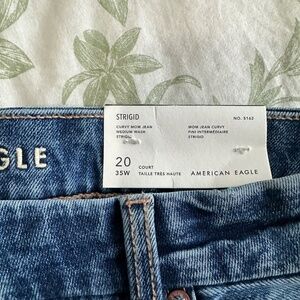 STRIGID
NO. 5162
CURVY MOM JEAN
MEDIUM WASH
STRIGID
MOM JEAN CURVY
FINI INTERMÉDIAIRE
STRIGID
GLE
20
COURT
35W
TAILLE TRÈS HAUTE
AMERICAN EAGLE